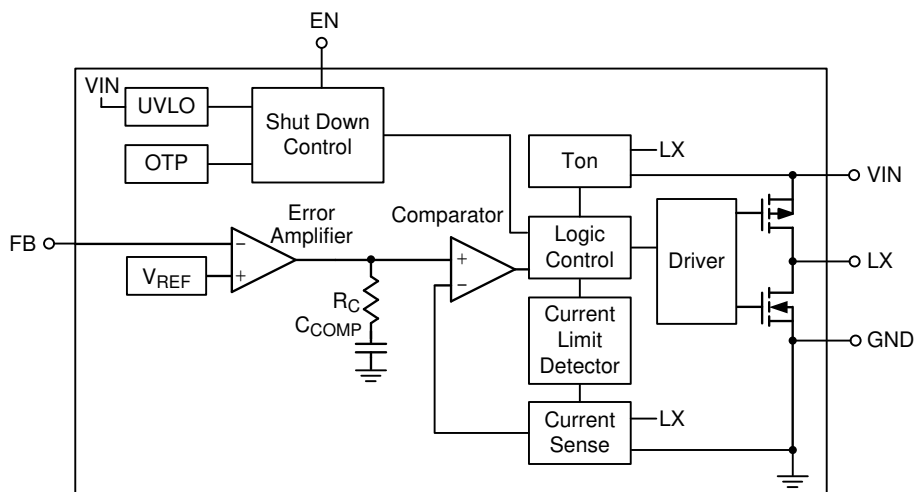 EN
VIN
UVLO
Shut Down
Control
OTP
Ton
LX
VIN
Error
Amplifier
Comparator
FB
−
+
VREF
+
−
Logic
Control
Driver
LX
RC
CCOMP
Current
Limit
Detector
GND
Current
Sense
LX